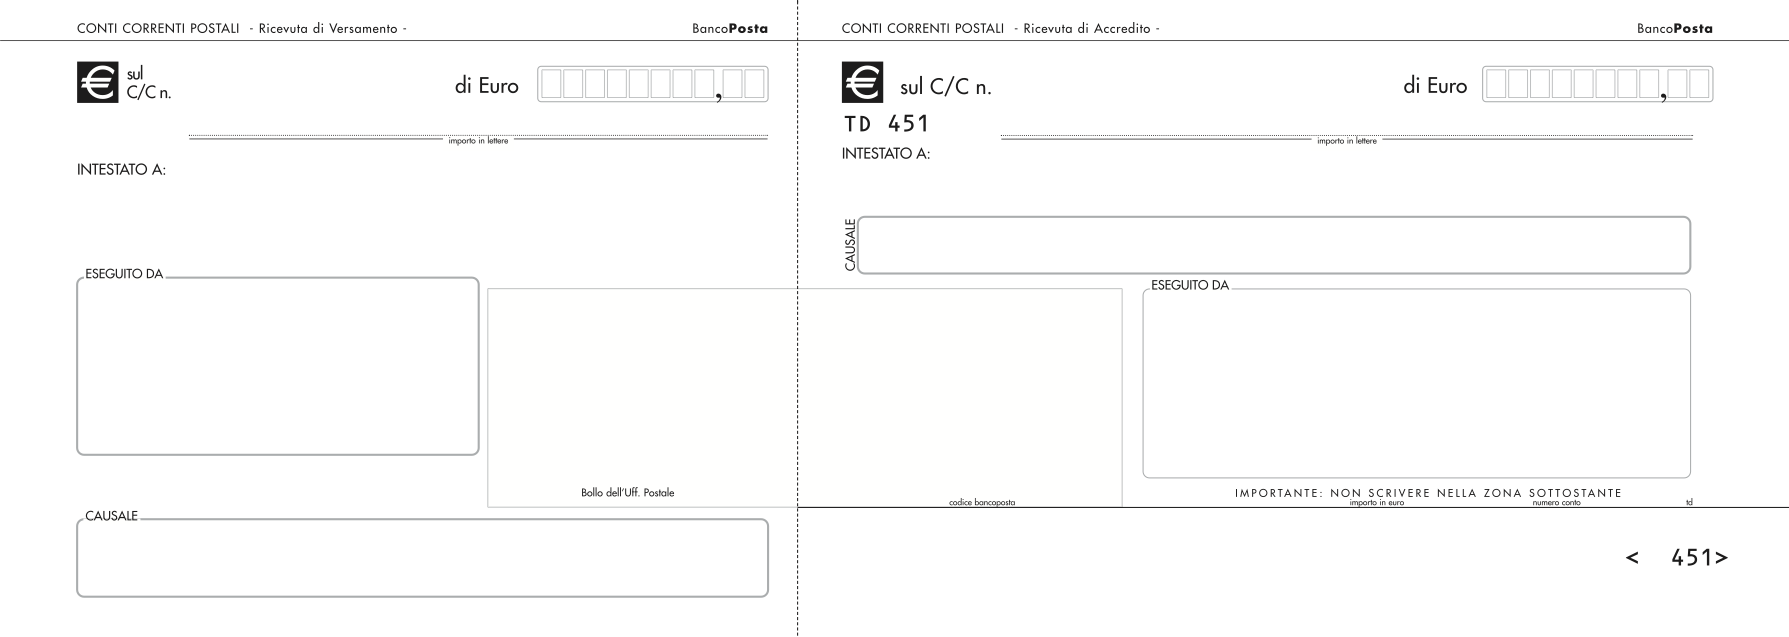 CONTI CORRENTI POSTALI - Ricevuta di Versamento -
BancoPosta
€ sul
C/C n.
di Euro
,
importo in lettere
INTESTATO A:
ESEGUITO DA
Bollo dell'Uff. Postale
CAUSALE
CONTI CORRENTI POSTALI - Ricevuta di Accredito -
BancoPosta
€ sul C/C n.
di Euro
,
TD 451
importo in lettere
INTESTATO A:
CAUSALE
ESEGUITO DA
codice bancoposta
IMPORTANTE: NON SCRIVERE NELLA ZONA SOTTOSTANTE
importo in euro
numero conto
td
< 451>